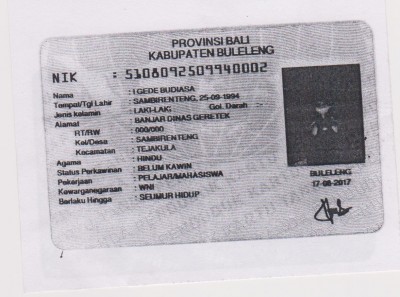 PROVINSI BALI
KABUPATEN BULELENG
NIK : 5108092509940002
Nama : I GEDE BUDIASA
Tempat/Tgl Lahir : SAMBIRENTENG, 25-09-1994
Jenis kelamin : LAKI-LAKI Gol. Darah :-
Alamat : BANJAR DINAS GERETEK
RT/RW : 000/000
Kel/Desa : SAMBIRENTENG
Kecamatan : TEJAKULA
Agama : HINDU
Status Perkawinan : BELUM KAWIN
Pekerjaan : PELAJAR/MAHASISWA
Kewarganegaraan : WNI
Berlaku Hingga : SEUMUR HIDUP
BULELENG
17-08-2017